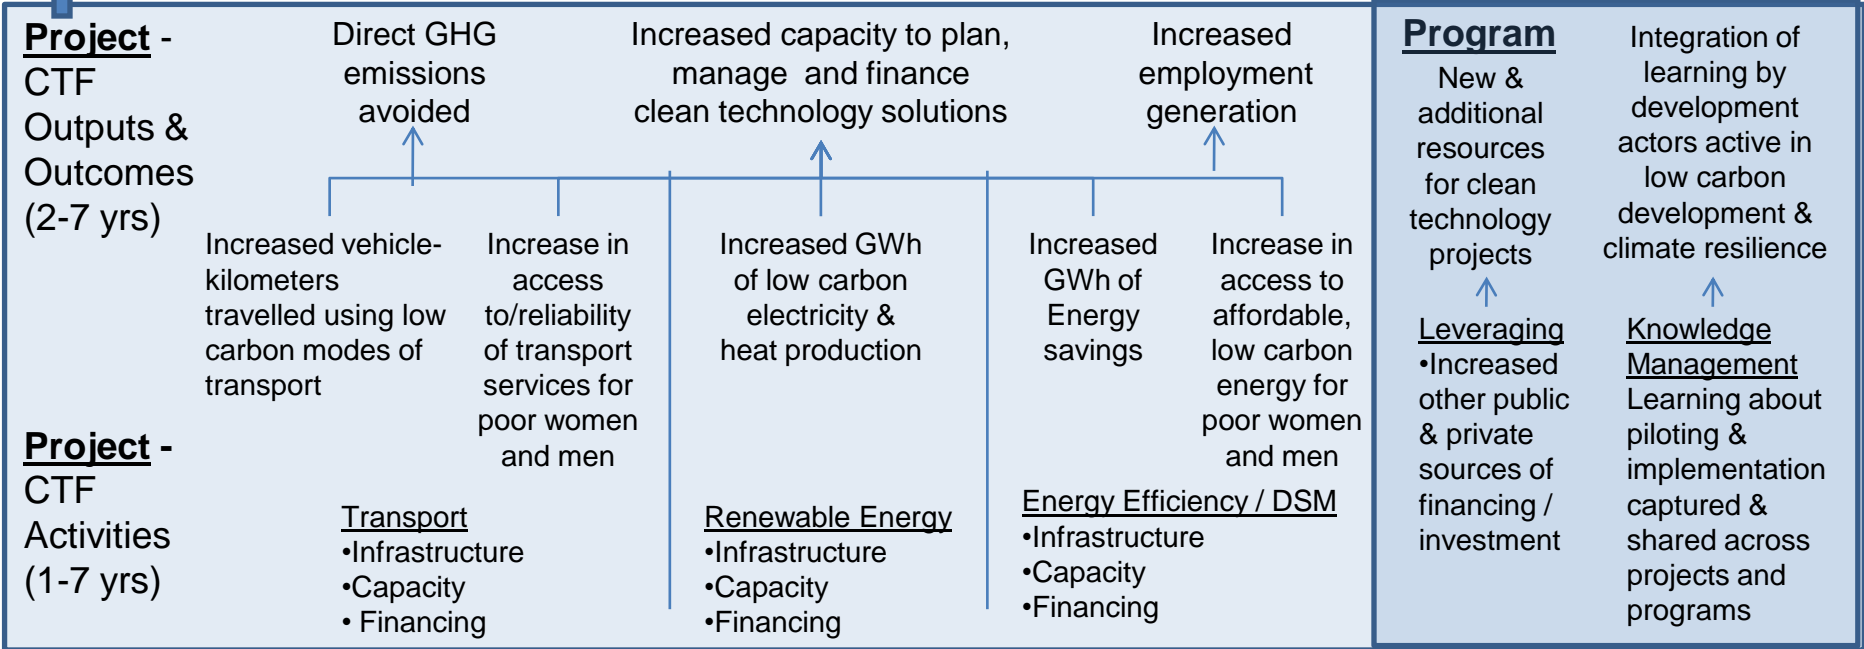 Project -
CTF
Outputs &
Outcomes
(2-7 yrs)
Direct GHG
emissions
avoided
Increased capacity to plan,
manage and finance
clean technology solutions
Increased
employment
generation
Increased vehicle-
kilometers
travelled using low
carbon modes of
transport
Increase in
access
to/reliability
of transport
services for
poor women
and men
Increased GWh
of low carbon
electricity &
heat production
Increased
GWh of
Energy
savings
Increase in
access to
affordable,
low carbon
energy for
poor women
and men
Project -
CTF
Activities
(1-7 yrs)
Transport
•Infrastructure
•Capacity
• Financing
Renewable Energy
•Infrastructure
•Capacity
•Financing
Energy Efficiency / DSM
•Infrastructure
•Capacity
•Financing
Program
New &
additional
resources
for clean
technology
projects
Integration of
learning by
development
actors active in
low carbon
development &
climate resilience
Leveraging
•Increased
other public
& private
sources of
financing /
investment
Knowledge
Management
Learning about
piloting &
implementation
captured &
shared across
projects and
programs